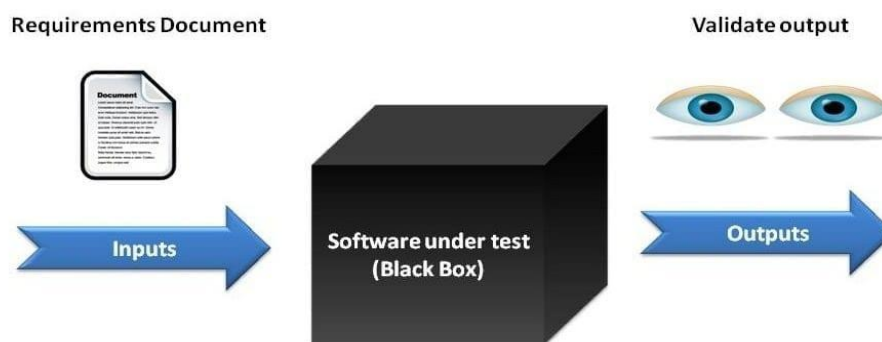 Requirements Document
Validate output
Document
Inputs
Software under test
(Black Box)
Outputs